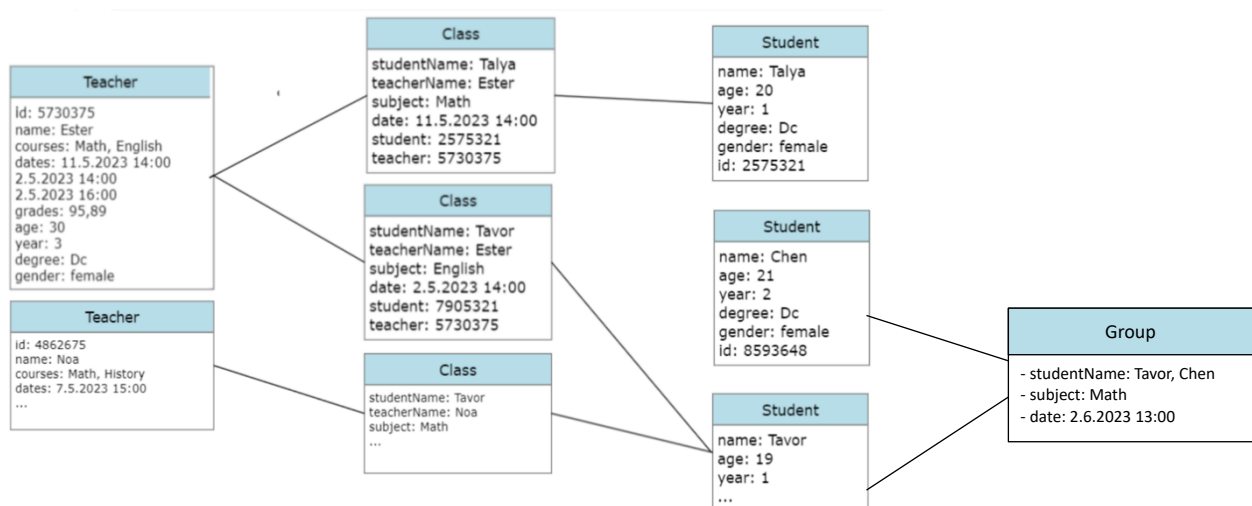 Teacher
id: 5730375
name: Ester
courses: Math, English
dates: 11.5.2023 14:00
2.5.2023 14:00
2.5.2023 16:00
grades: 95,89
age: 30
year: 3
degree: Dc
gender: female
Teacher
id: 4862675
name: Noa
courses: Math, History
dates: 7.5.2023 15:00
...
Class
studentName: Talya
teacherName: Ester
subject: Math
date: 11.5.2023 14:00
student: 2575321
teacher: 5730375
Class
studentName: Tavor
teacherName: Ester
subject: English
date: 2.5.2023 14:00
student: 7905321
teacher: 5730375
Class
studentName: Tavor
teacherName: Noa
subject: Math
...
Student
name: Talya
age: 20
year: 1
degree: Dc
gender: female
id: 2575321
Student
name: Chen
age: 21
year: 2
degree: Dc
gender: female
id: 8593648
Student
name: Tavor
age: 19
year: 1
...
Group
- studentName: Tavor, Chen
- subject: Math
- date: 2.6.2023 13:00